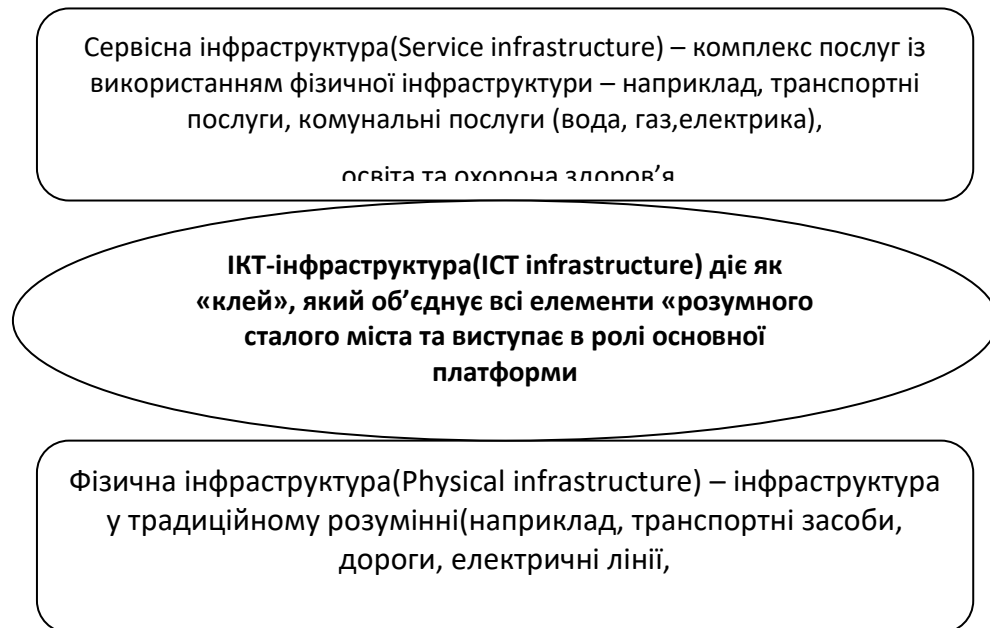 Сервісна інфраструктура(Service infrastructure) – комплекс послуг із
використанням фізичної інфраструктури – наприклад, транспортні
послуги, комунальні послуги (вода, газ,електрика),
освіта та охорона здоров’я
ІКТ-інфраструктура(ICT infrastructure) діє як
«клей», який об’єднує всі елементи «розумного
сталого міста та виступає в ролі основної
платформи
Фізична інфраструктура(Physical infrastructure) – інфраструктура
у традиційному розумінні(наприклад, транспортні засоби,
дороги, електричні лінії,